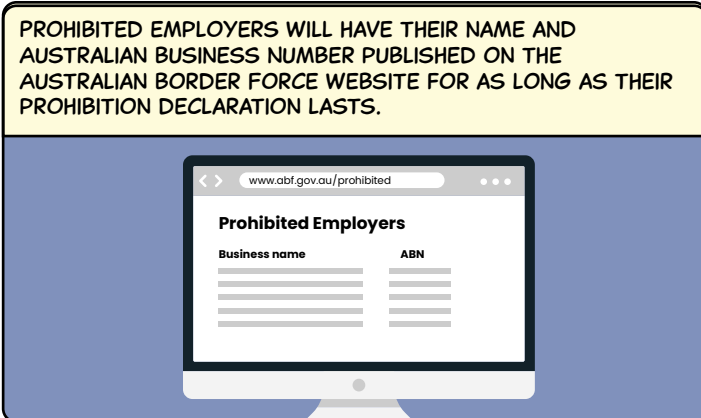 PROHIBITED EMPLOYERS WILL HAVE THEIR NAME AND
AUSTRALIAN BUSINESS NUMBER PUBLISHED ON THE
AUSTRALIAN BORDER FORCE WEBSITE FOR AS LONG AS THEIR
PROHIBITION DECLARATION LASTS.
www.abf.gov.au/prohibited
Prohibited Employers
Business name ABN